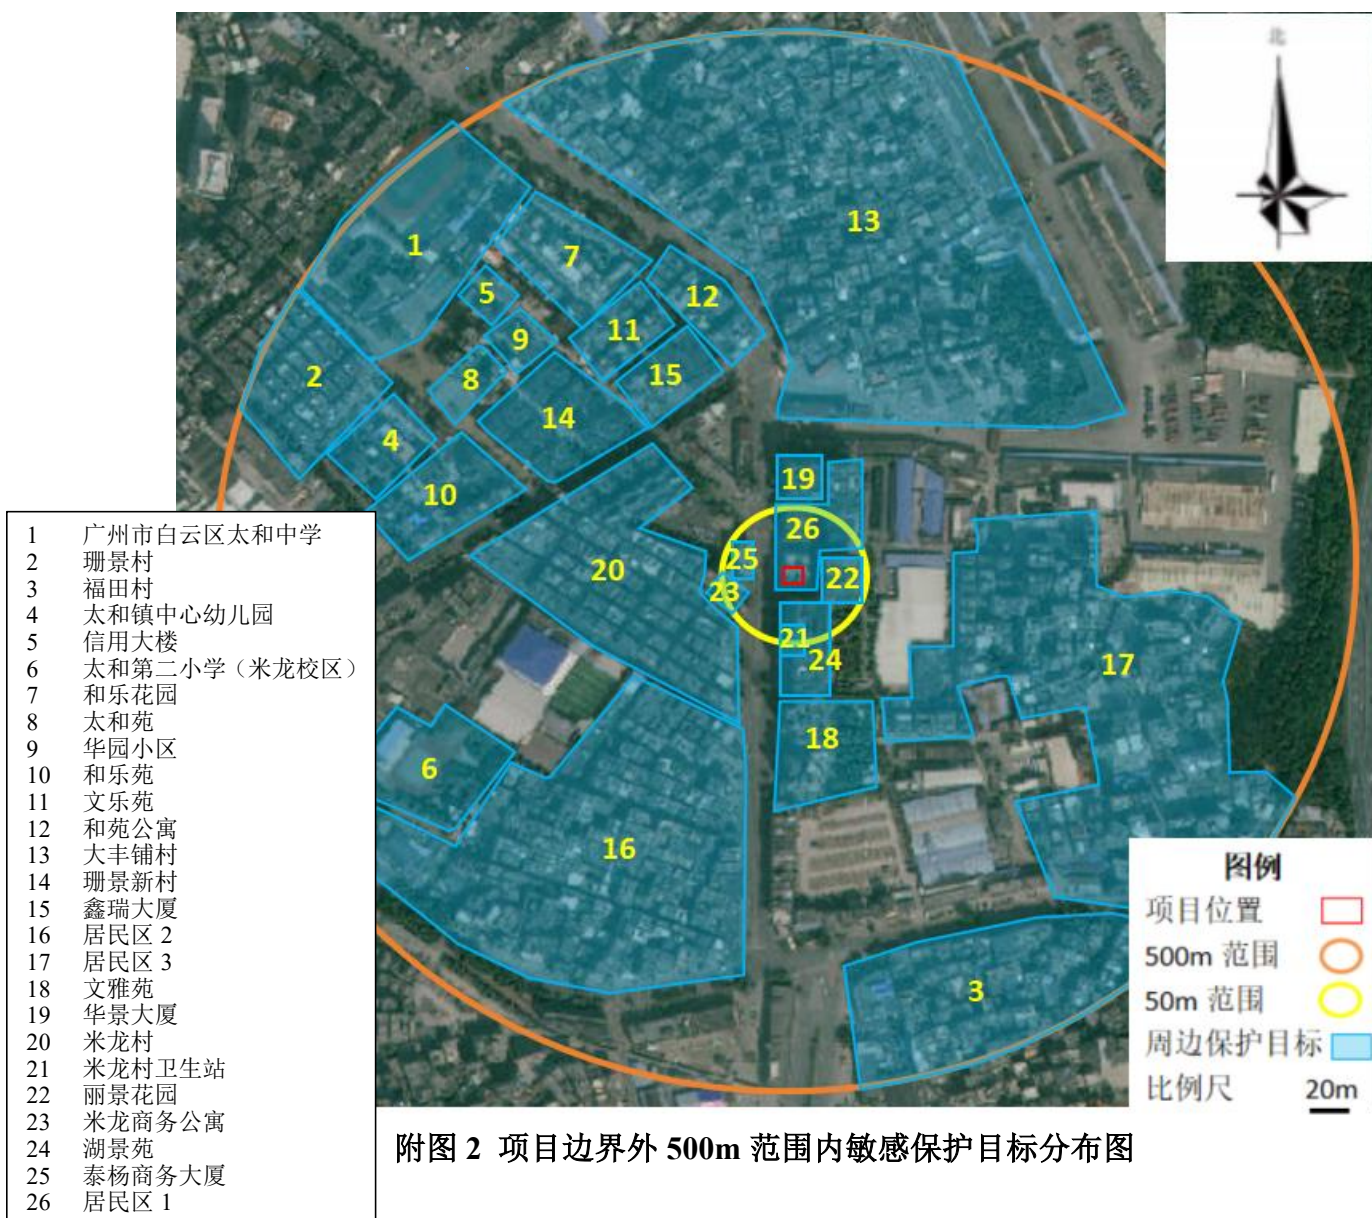 北
13
1
7
5
12
11
9
2
8
15
14
4
10
19
26
25
20
22
23
21
24
17
18
6
16
3
1 广州市白云区太和中学
2 珊景村
3 福田村
4 太和镇中心幼儿园
5 信用大楼
6 太和第二小学（米龙校区）
7 和乐花园
8 太和苑
9 华园小区
10 和乐苑
11 文乐苑
12 和苑公寓
13 大丰铺村
14 珊景新村
15 鑫瑞大厦
16 居民区 2
17 居民区 3
18 文雅苑
19 华景大厦
20 米龙村
21 米龙村卫生站
22 丽景花园
23 米龙商务公寓
24 湖景苑
25 泰杨商务大厦
26 居民区 1
图例
项目位置
500m 范围
50m 范围
周边保护目标
比例尺 20m
附图 2 项目边界外 500m 范围内敏感保护目标分布图